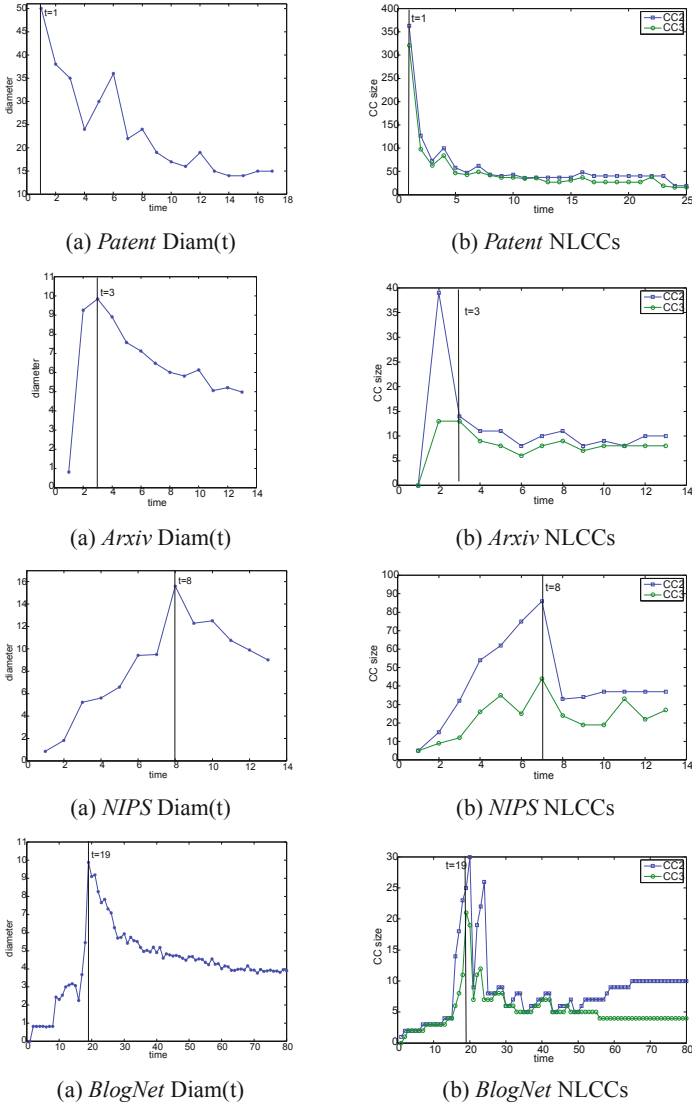 50
45
40
35
30
25
20
15
10
diameter
t=1
0 2 4 6 8 10 12 14 16 18
time
(a) Patent Diam(t)
400
350
300
250
200
150
100
50
0
CC size
t=1
CC2
CC3
0 5 10 15 20 25
time
(b) Patent NLCCs
11
10
9
8
7
6
5
4
3
2
1
0
diameter
t=3
0 2 4 6 8 10 12 14
time
(a) Arxiv Diam(t)
40
35
30
25
20
15
10
5
0
CC size
t=3
CC2
CC3
0 2 4 6 8 10 12 14
time
(b) Arxiv NLCCs
16
14
12
10
8
6
4
2
0
diameter
t=8
0 2 4 6 8 10 12 14
time
(a) NIPS Diam(t)
100
90
80
70
60
50
40
30
20
10
0
CC size
t=8
CC2
CC3
0 2 4 6 8 10 12 14
time
(b) NIPS NLCCs
11
10
9
8
7
6
5
4
3
2
1
0
diameter
t=19
0 10 20 30 40 50 60 70 80
time
(a) BlogNet Diam(t)
30
25
20
15
10
5
0
CC size
t=19
CC2
CC3
0 10 20 30 40 50 60 70 80
time
(b) BlogNet NLCCs